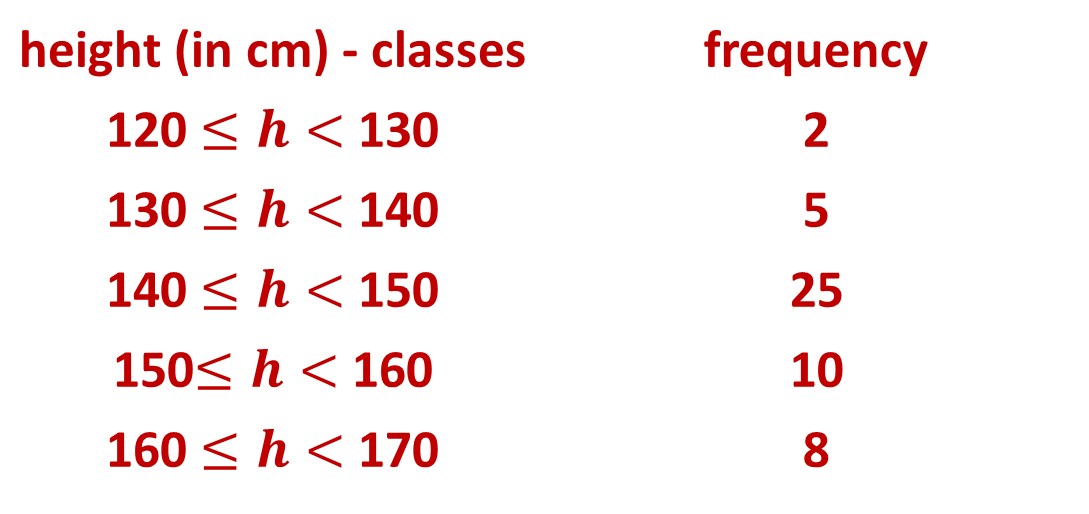 height (in cm) - classes frequency
120 ≤ h < 130 2
130 ≤ h < 140 5
140 ≤ h < 150 25
150≤ h < 160 10
160 ≤ h < 170 8